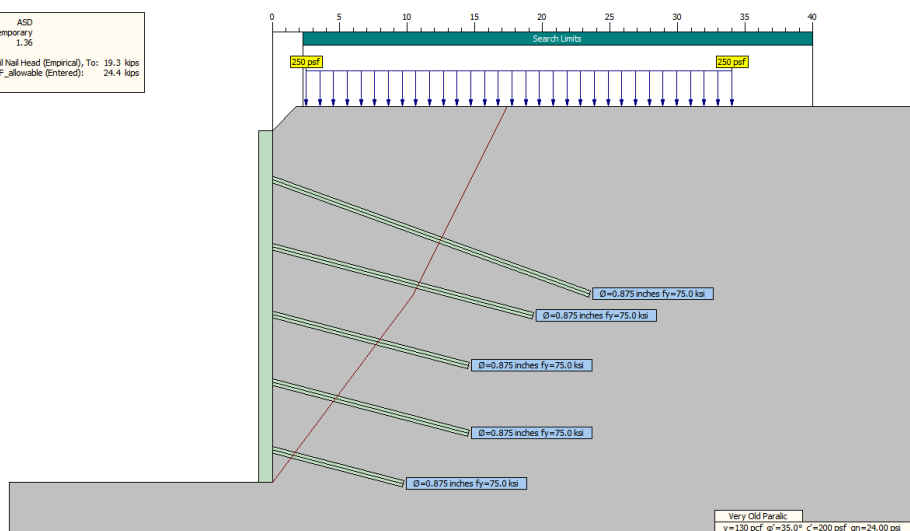 ASD
emporary
1.36
il Nail Head (Empirical), To: 19.3 kips
F_allowable (Entered): 24.4 kips
0 5 10 15 20 25 30 35 40
Search Limits
250 psf 250 psf
Ø=0.875 inches fy=75.0 ksi
Ø=0.875 inches fy=75.0 ksi
Ø=0.875 inches fy=75.0 ksi
Ø=0.875 inches fy=75.0 ksi
Ø=0.875 inches fy=75.0 ksi
Very Old Paralic
γ=130 pcf φ'=35.0° c'=200 psf qn=24.00 psi